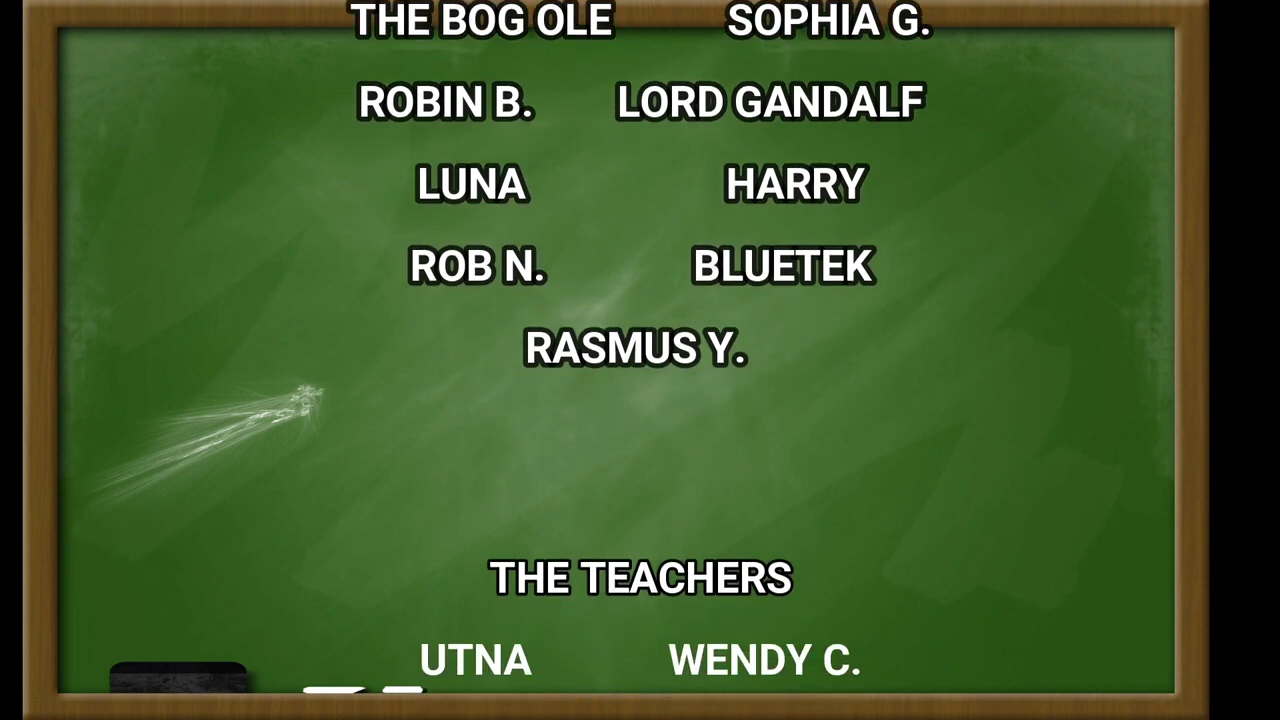 THE BOG OLE SOPHIA G.
ROBIN B. LORD GANDALF
LUNA HARRY
ROB N. BLUETEK
RASMUS Y.
THE TEACHERS
UTNA WENDY C.